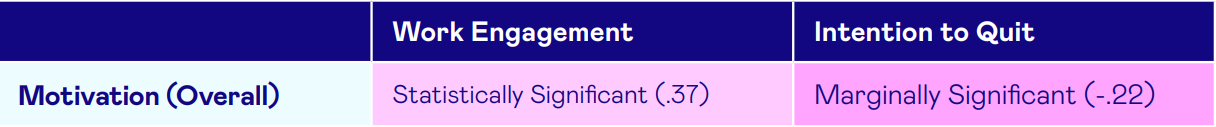 Work Engagement
Intention to Quit
Motivation (Overall)
Statistically Significant (.37)
Marginally Significant (-.22)